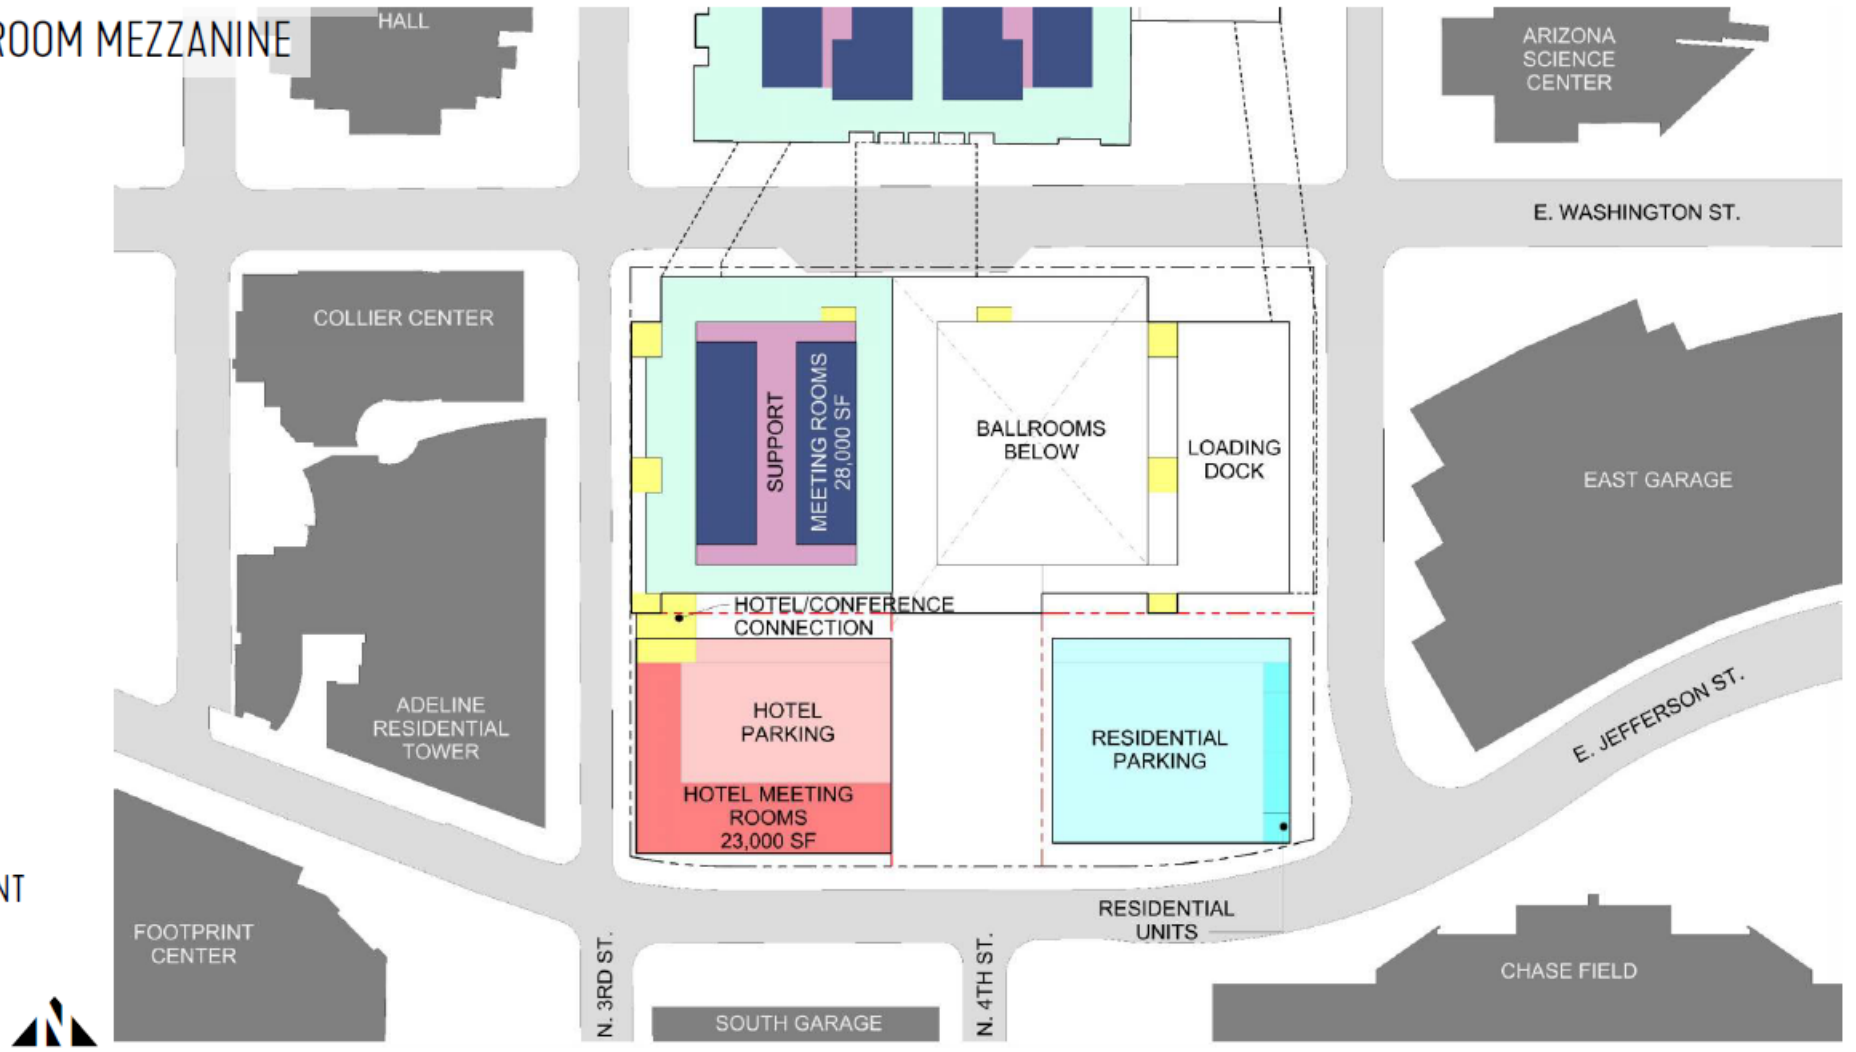 ROOM MEZZANINE
HALL
ARIZONA
SCIENCE
CENTER
E. WASHINGTON ST.
COLLIER CENTER
SUPPORT
MEETING ROOMS
28,000 SF
BALLROOMS
BELOW
LOADING
DOCK
EAST GARAGE
HOTEL/CONFERENCE
CONNECTION
ADELINE
RESIDENTIAL
TOWER
HOTEL
PARKING
RESIDENTIAL
PARKING
E. JEFFERSON ST.
HOTEL MEETING
ROOMS
23,000 SF
NT
RESIDENTIAL
UNITS
FOOTPRINT
CENTER
N. 3RD ST.
N. 4TH ST.
CHASE FIELD
SOUTH GARAGE
N